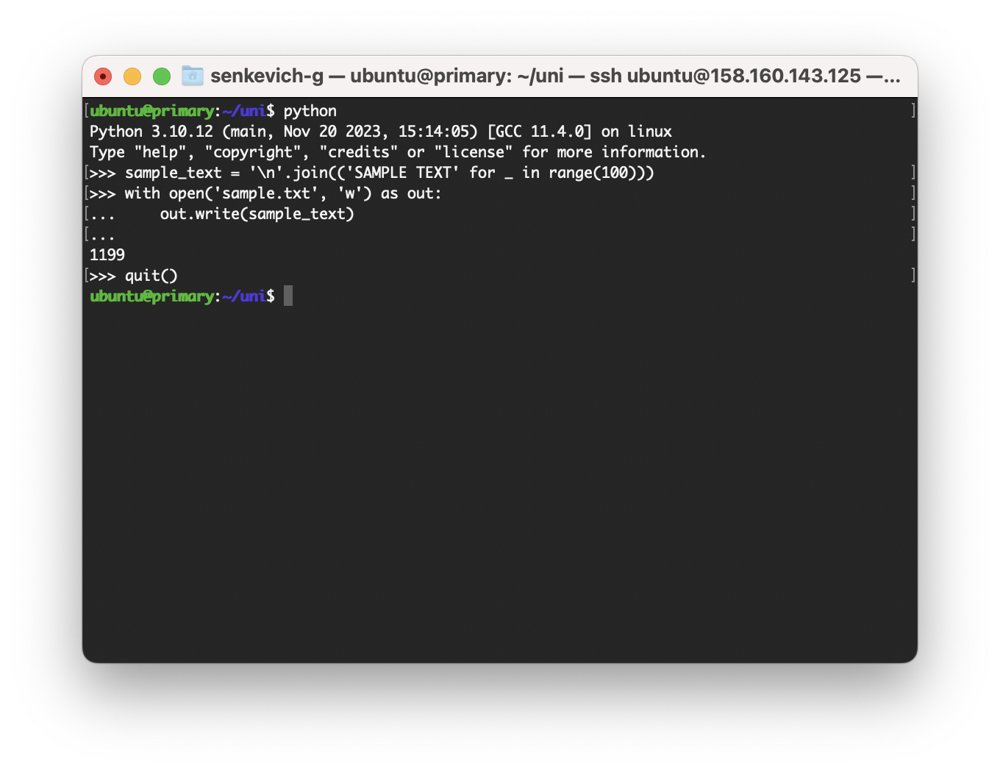 senkevich-g — ubuntu@primary: ~/uni — ssh ubuntu@158.160.143.125 —...
[ubuntu@primary:~/uni$ python ]
Python 3.10.12 (main, Nov 20 2023, 15:14:05) [GCC 11.4.0] on linux
Type "help", "copyright", "credits" or "license" for more information.
[>>> sample_text = '\n'.join(('SAMPLE TEXT' for _ in range(100))) ]
[>>> with open('sample.txt', 'w') as out: ]
[...     out.write(sample_text) ]
[... ]
1199
[>>> quit() ]
ubuntu@primary:~/uni$